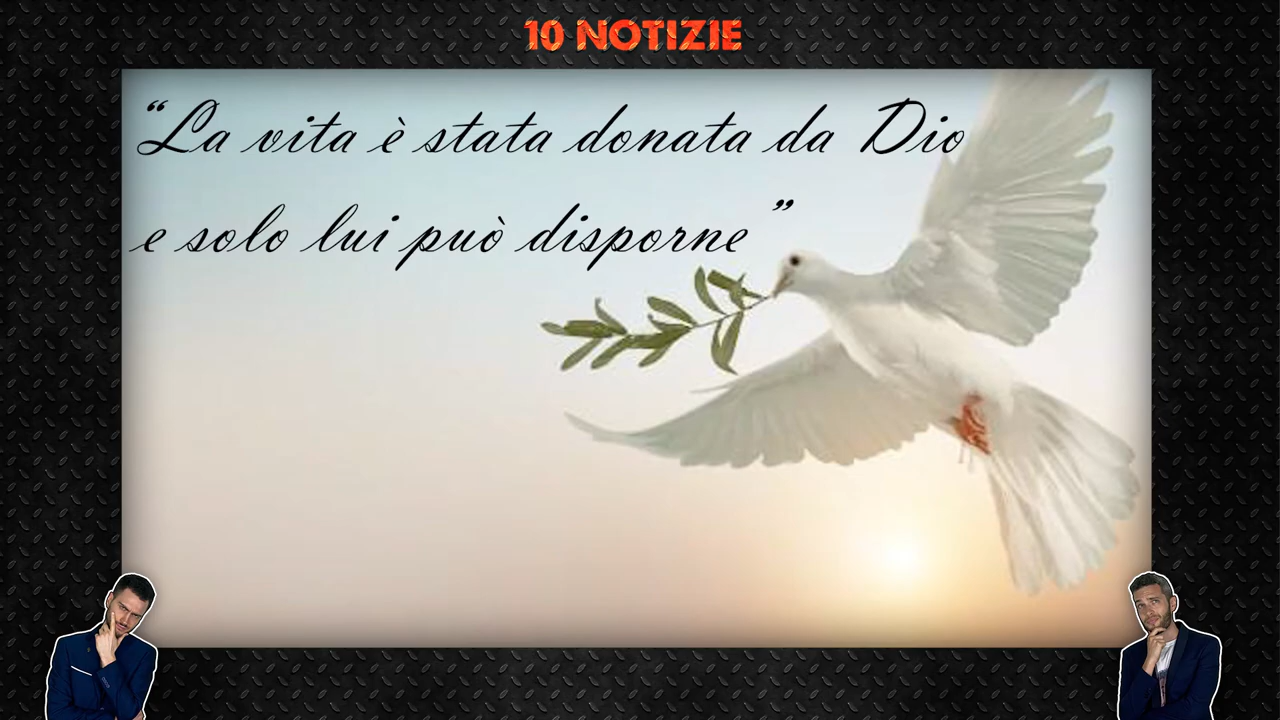 10 NOTIZIE
“La vita è stata donata da Dio
e solo lui può disporne”